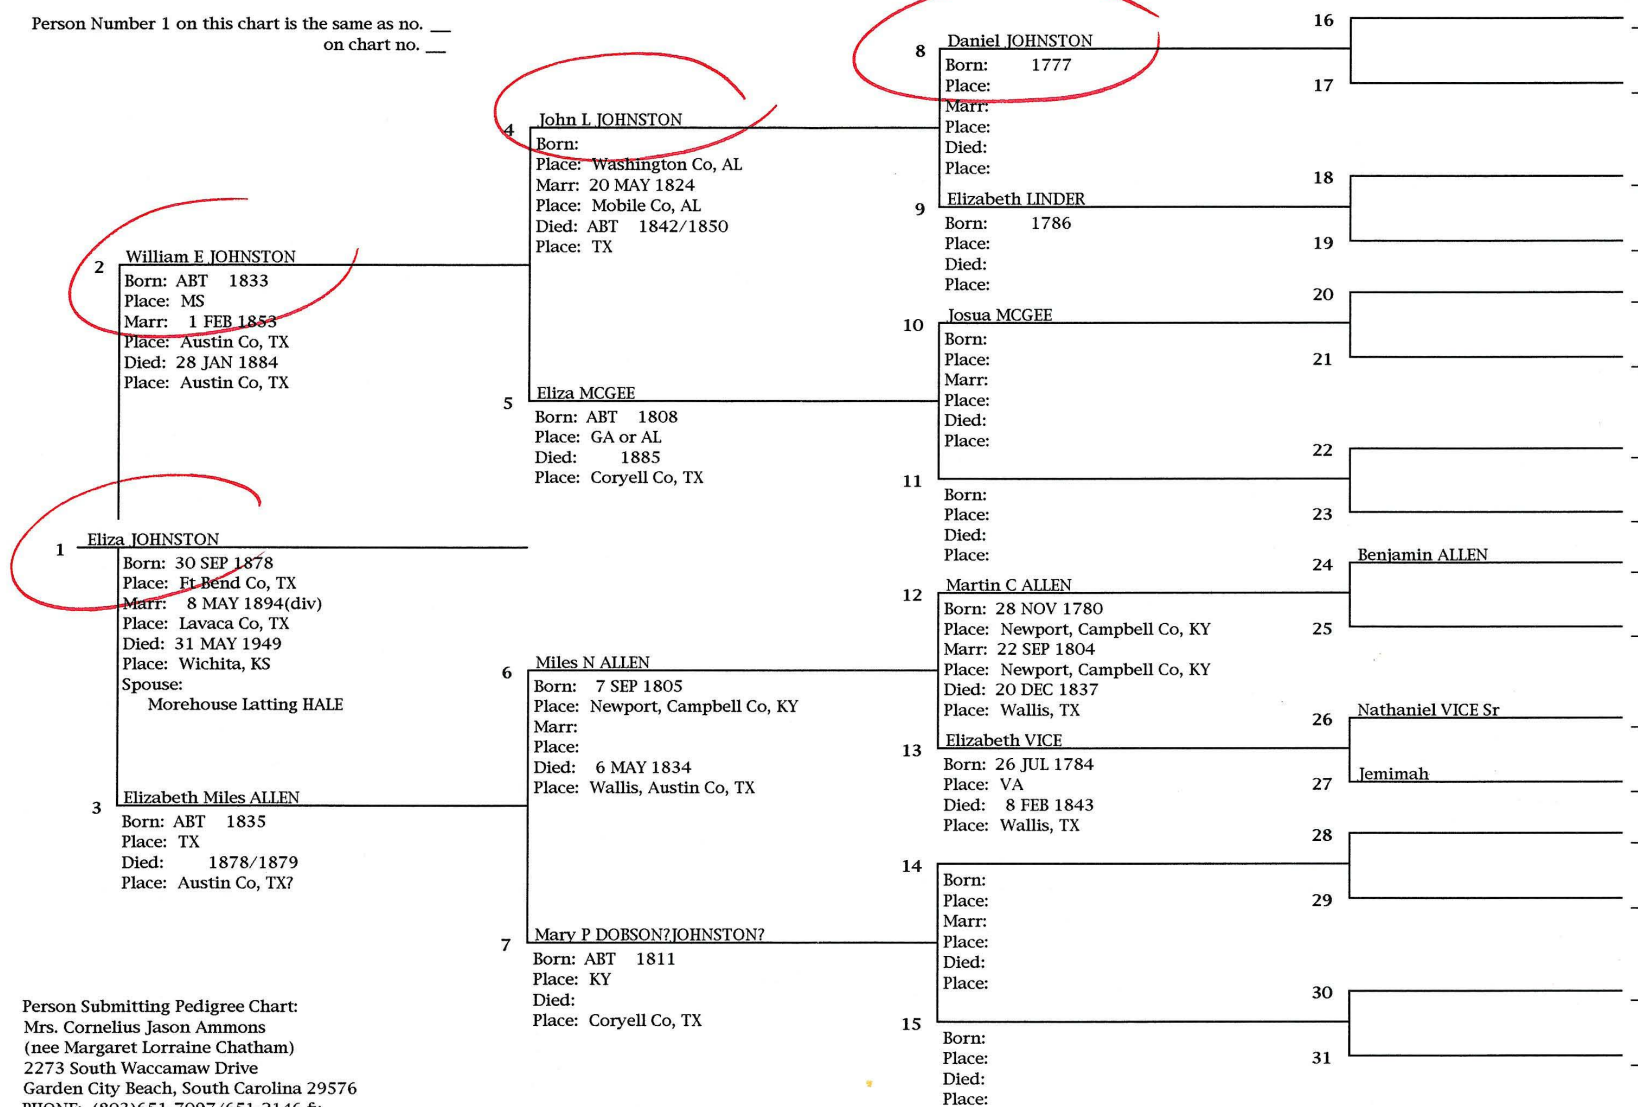 Person Number 1 on this chart is the same as no. __
on chart no. __
1 Eliza JOHNSTON
Born: 30 SEP 1878
Place: Ft Bend Co, TX
Marr: 8 MAY 1894(div)
Place: Lavaca Co, TX
Died: 31 MAY 1949
Place: Wichita, KS
Spouse:
Morehouse Latting HALE
2 William E JOHNSTON
Born: ABT 1833
Place: MS
Marr: 1 FEB 1853
Place: Austin Co, TX
Died: 28 JAN 1884
Place: Austin Co, TX
3 Elizabeth Miles ALLEN
Born: ABT 1835
Place: TX
Died: 1878/1879
Place: Austin Co, TX?
4 John L JOHNSTON
Born:
Place: Washington Co, AL
Marr: 20 MAY 1824
Place: Mobile Co, AL
Died: ABT 1842/1850
Place: TX
5 Eliza MCGEE
Born: ABT 1808
Place: GA or AL
Died: 1885
Place: Coryell Co, TX
6 Miles N ALLEN
Born: 7 SEP 1805
Place: Newport, Campbell Co, KY
Marr:
Place:
Died: 6 MAY 1834
Place: Wallis, Austin Co, TX
7 Mary P DOBSON?JOHNSTON?
Born: ABT 1811
Place: KY
Died:
Place: Coryell Co, TX
8 Daniel JOHNSTON
Born: 1777
Place:
Marr:
Place:
Died:
Place:
9 Elizabeth LINDER
Born: 1786
Place:
Died:
Place:
10 Josua MCGEE
Born:
Place:
Marr:
Place:
Died:
Place:
11
Born:
Place:
Died:
Place:
12 Martin C ALLEN
Born: 28 NOV 1780
Place: Newport, Campbell Co, KY
Marr: 22 SEP 1804
Place: Newport, Campbell Co, KY
Died: 20 DEC 1837
Place: Wallis, TX
13 Elizabeth VICE
Born: 26 JUL 1784
Place: VA
Died: 8 FEB 1843
Place: Wallis, TX
14
Born:
Place:
Marr:
Place:
Died:
Place:
15
Born:
Place:
Died:
Place:
16
17
18
19
20
21
22
23
24 Benjamin ALLEN
25
26 Nathaniel VICE Sr
27 Jemimah
28
29
30
31
Person Submitting Pedigree Chart:
Mrs. Cornelius Jason Ammons
(nee Margaret Lorraine Chatham)
2273 South Waccamaw Drive
Garden City Beach, South Carolina 29576